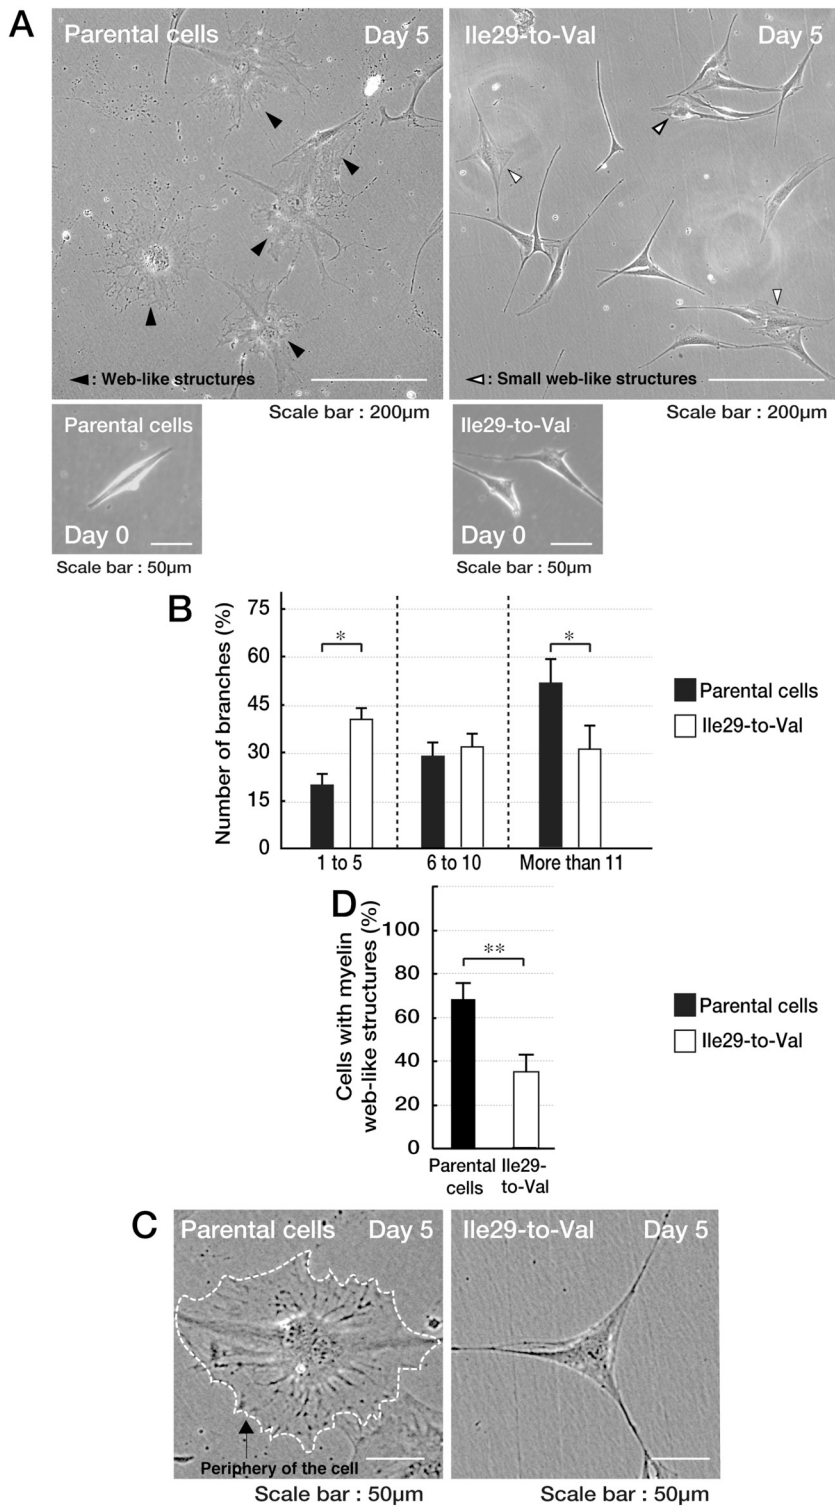 A
Parental cells
Day 5
Ile29-to-Val
Day 5
: Web-like structures
: Small web-like structures
Scale bar : 200μm
Scale bar : 200μm
Parental cells
Day 0
Ile29-to-Val
Day 0
Scale bar : 50μm
Scale bar : 50μm
B
Number of branches (%)
75
60
45
30
15
0
*
*
1 to 5
6 to 10
More than 11
Parental cells
Ile29-to-Val
D
Cells with myelin
web-like structures (%)
100
80
60
40
20
0
**
Parental
cells
Ile29-
to-Val
Parental cells
Ile29-to-Val
C
Parental cells
Day 5
Ile29-to-Val
Day 5
Periphery of the cell
Scale bar : 50μm
Scale bar : 50μm